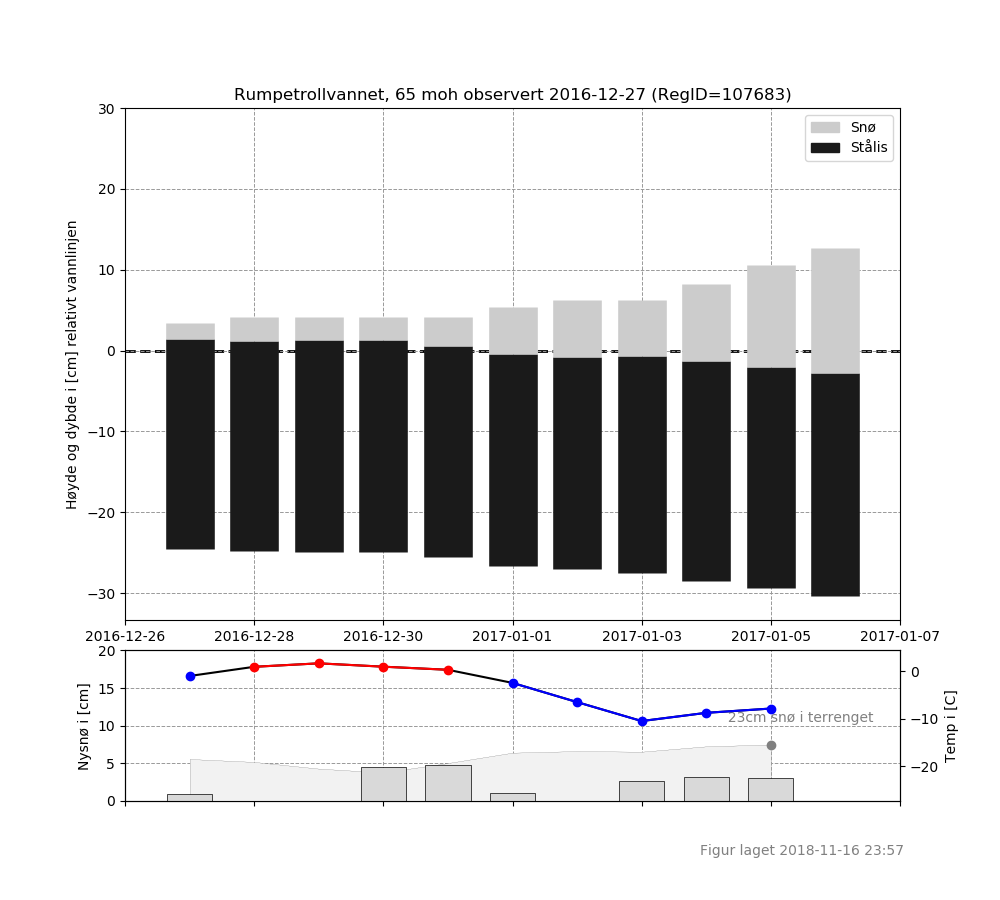 Rumpetrollvannet, 65 moh observert 2016-12-27 (RegID=107683)
Høyde og dybde i [cm] relativt vannlinjen
30
20
10
0
−10
−20
−30
Snø
Stålis
2016-12-26 2016-12-28 2016-12-30 2017-01-01 2017-01-03 2017-01-05 2017-01-07
Nysnø i [cm]
20
15
10
5
0
23cm snø i terrenget
0
−10
−20
Temp i [C]
Figur laget 2018-11-16 23:57